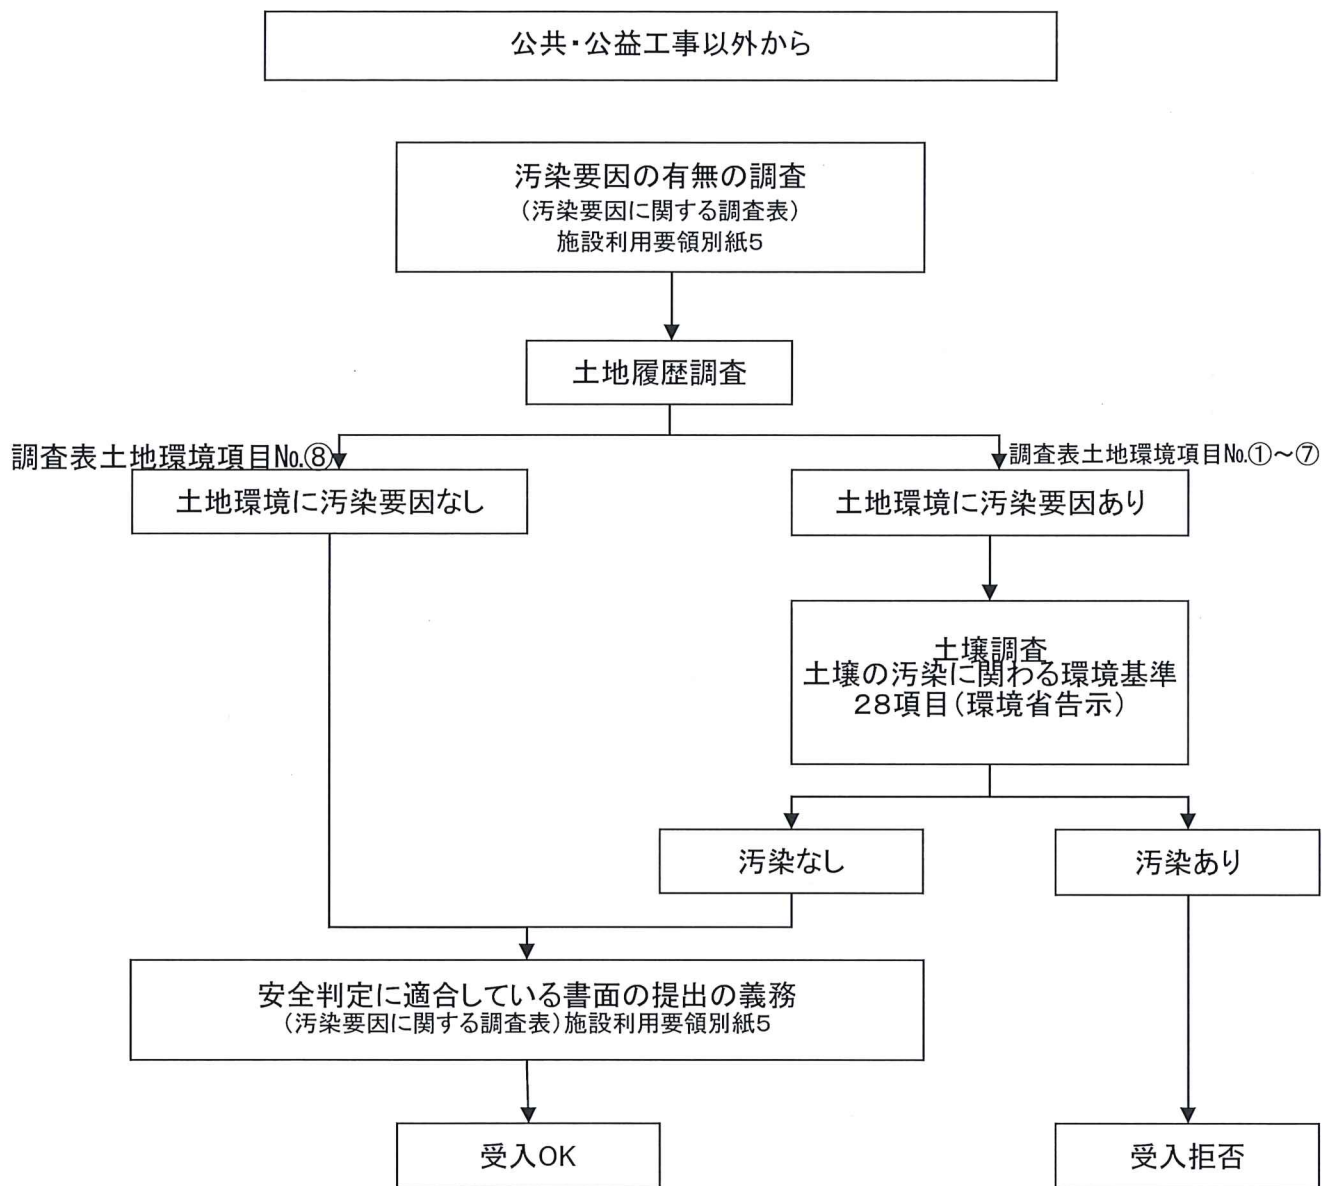 公共・公益工事以外から
汚染要因の有無の調査
（汚染要因に関する調査表）
施設利用要領別紙5
土地履歴調査
調査表土地環境項目№⑧
調査表土地環境項目№①～⑦
土地環境に汚染要因なし
土地環境に汚染要因あり
土壌調査
土壌の汚染に関わる環境基準
28項目（環境省告示）
汚染なし
汚染あり
安全判定に適合している書面の提出の義務
（汚染要因に関する調査表）施設利用要領別紙5
受入OK
受入拒否